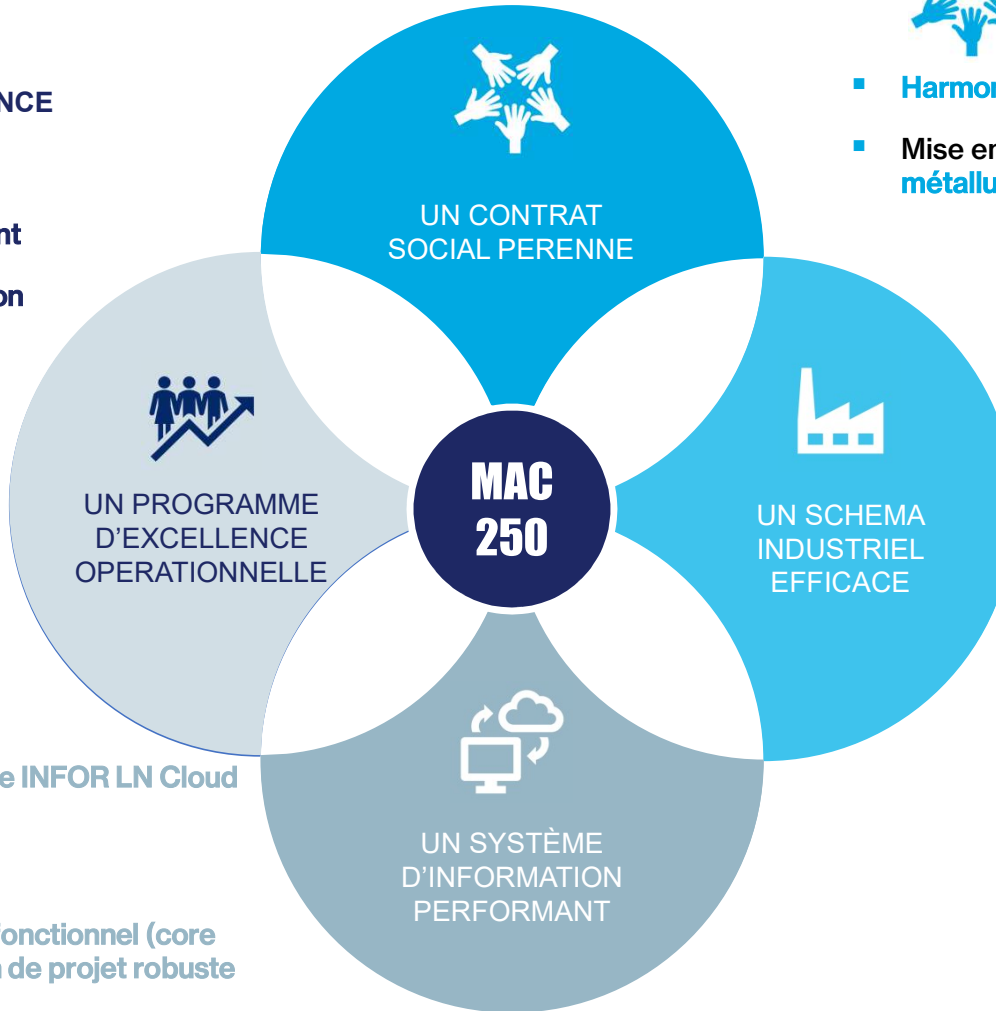 NCE
nt
on
Harmon
Mise en
métallu
UN CONTRAT
SOCIAL PERENNE
UN PROGRAMME
D’EXCELLENCE
OPERATIONNELLE
MAC
250
UN SCHEMA
INDUSTRIEL
EFFICACE
e INFOR LN Cloud
UN SYSTÈME
D’INFORMATION
PERFORMANT
fonctionnel (core
n de projet robuste